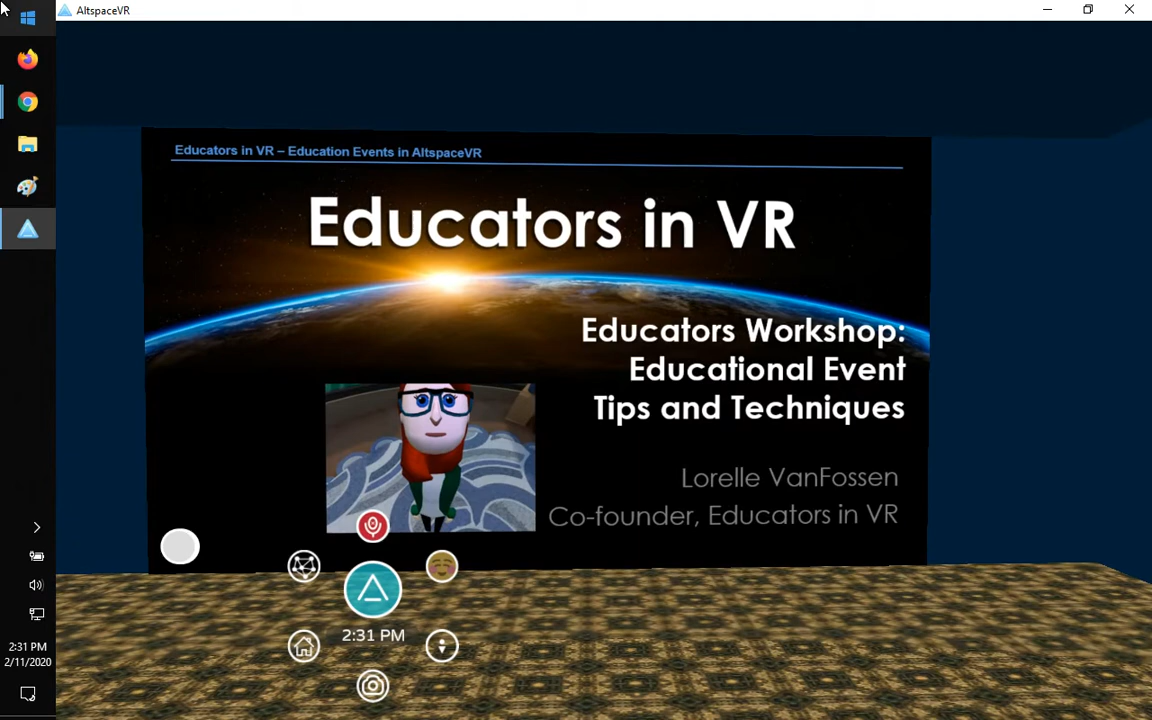 AltspaceVR
Educators in VR – Education Events in AltspaceVR
Educators in VR
Educators Workshop:
Educational Event
Tips and Techniques
Lorelle VanFossen
Co-founder, Educators in VR
2:31 PM
2:31 PM
2/11/2020